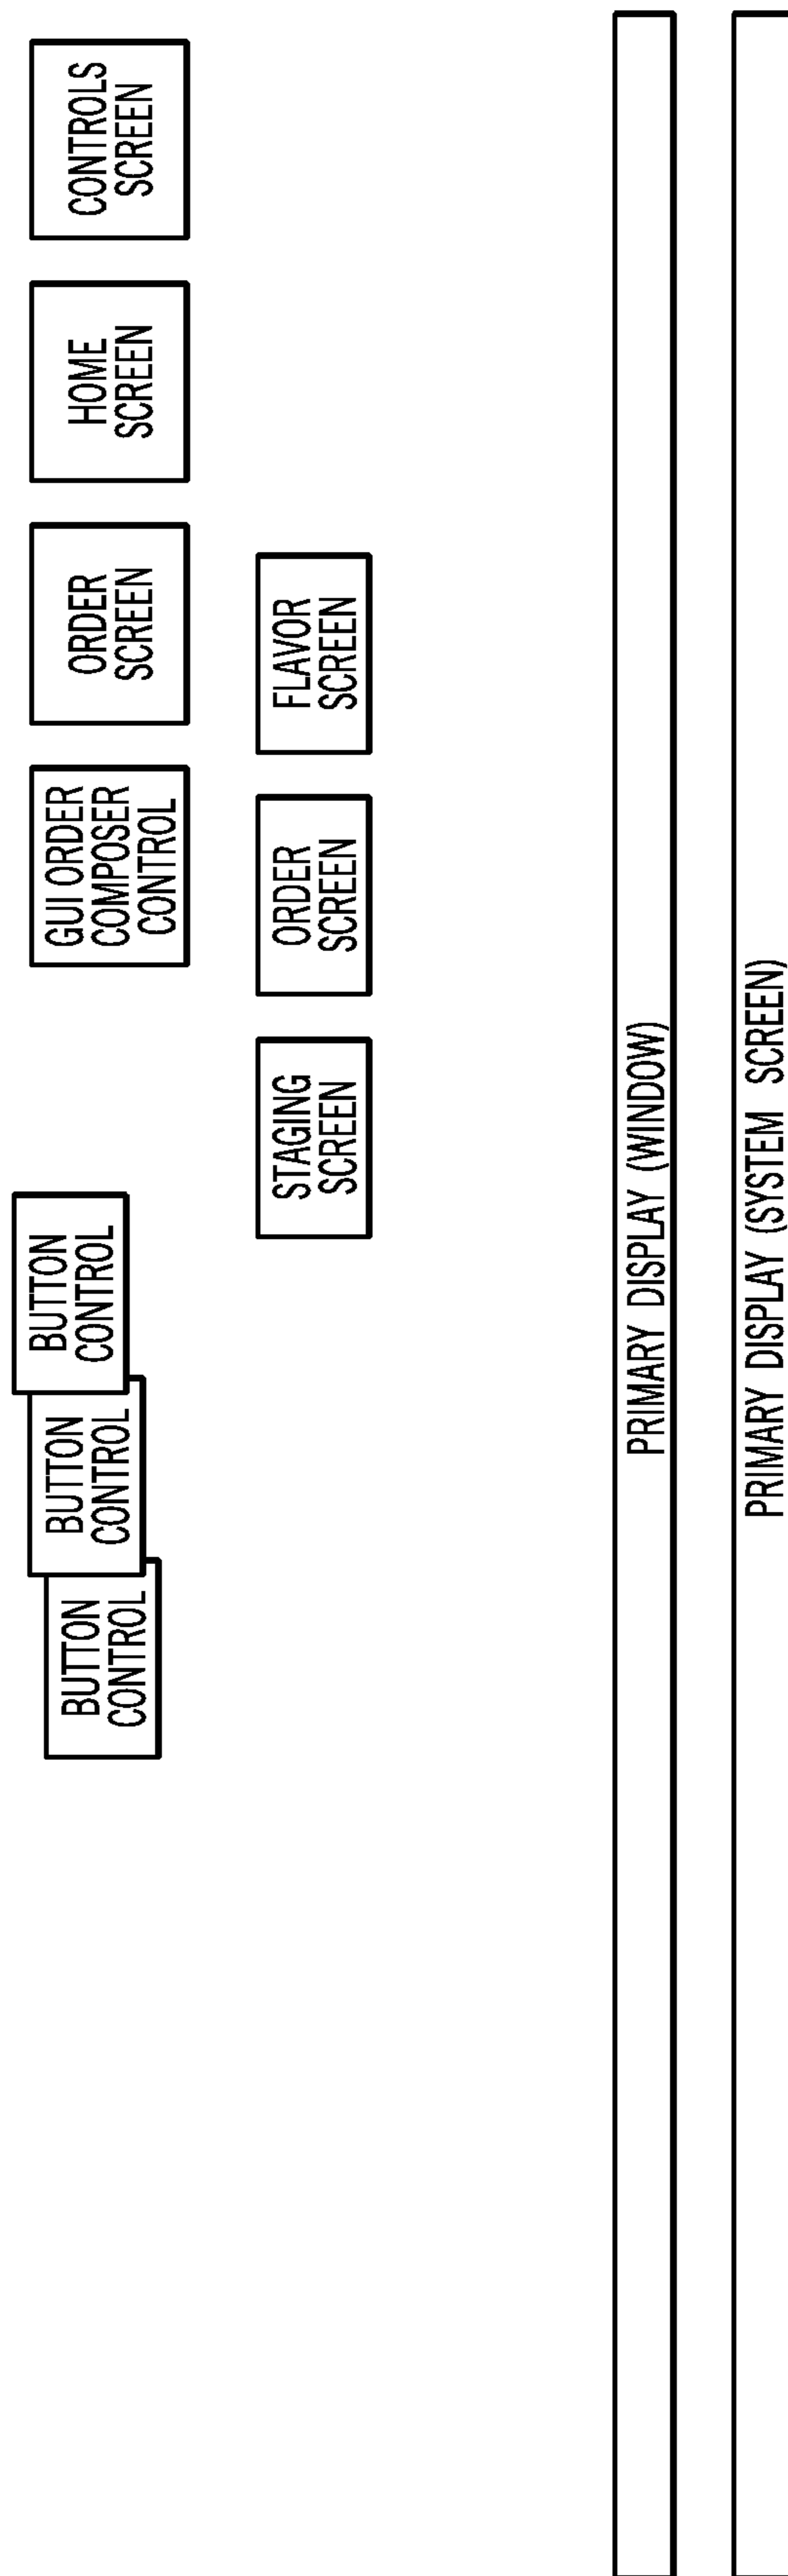 BUTTON
CONTROL
BUTTON
CONTROL
BUTTON
CONTROL
GUI ORDER
COMPOSER
CONTROL
ORDER
SCREEN
HOME
SCREEN
CONTROLS
SCREEN
STAGING
SCREEN
ORDER
SCREEN
FLAVOR
SCREEN
PRIMARY DISPLAY (WINDOW)
PRIMARY DISPLAY (SYSTEM SCREEN)